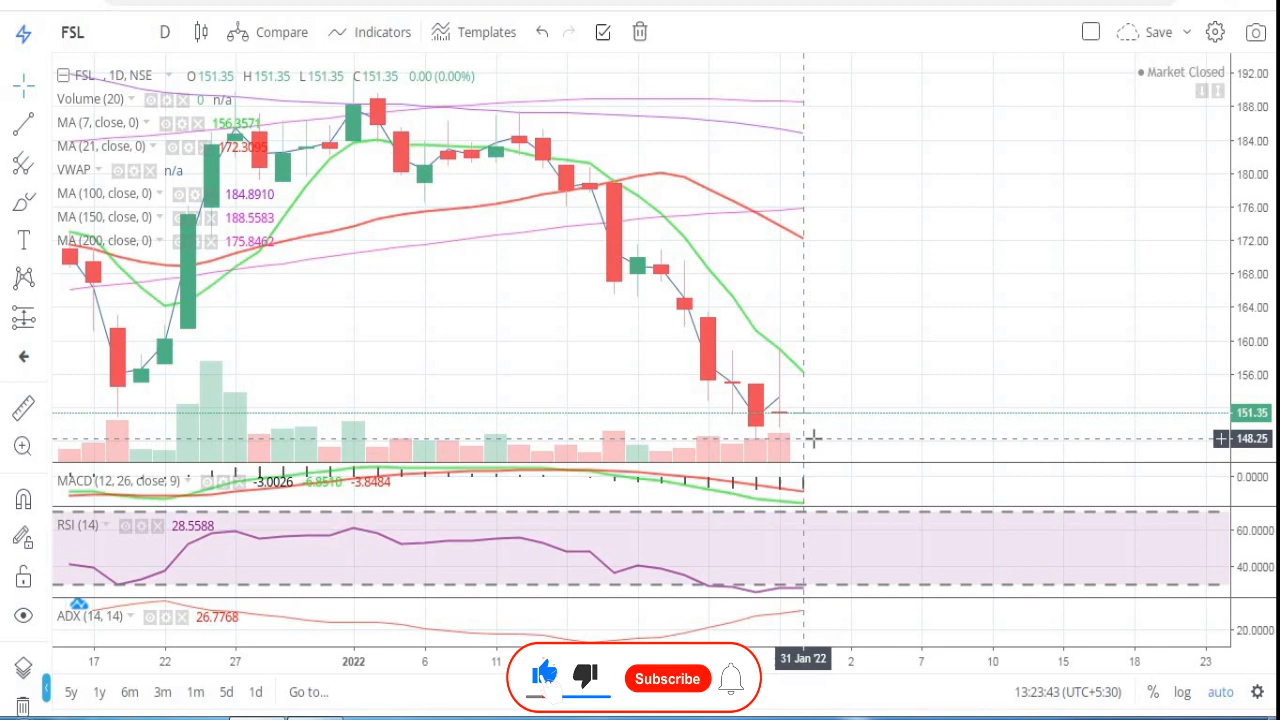 FSL D Compare Indicators Templates Save
FSL , 1D, NSE O 151.35 H 151.35 L 151.35 C 151.35 0.00 (0.00%)
Market Closed
Volume (20) 0 n/a
MA (7, close, 0) 156.3571
MA (21, close, 0) 172.3095
VWAP n/a
MA (100, close, 0) 184.8910
MA (150, close, 0) 188.5583
MA (200, close, 0) 175.8462
192.00
188.00
184.00
180.00
176.00
172.00
168.00
164.00
160.00
156.00
151.35
148.25
MACD (12, 26, close, 9) -3.0026 -6.8510 -3.8484
0.0000
RSI (14) 28.5588
60.0000
40.0000
ADX (14, 14) 26.7768
20.0000
17 22 27 2022 6 11 31 Jan '22 2 7 10 15 18 23
5y 1y 6m 3m 1m 5d 1d Go to... Subscribe 13:23:43 (UTC+5:30) % log auto